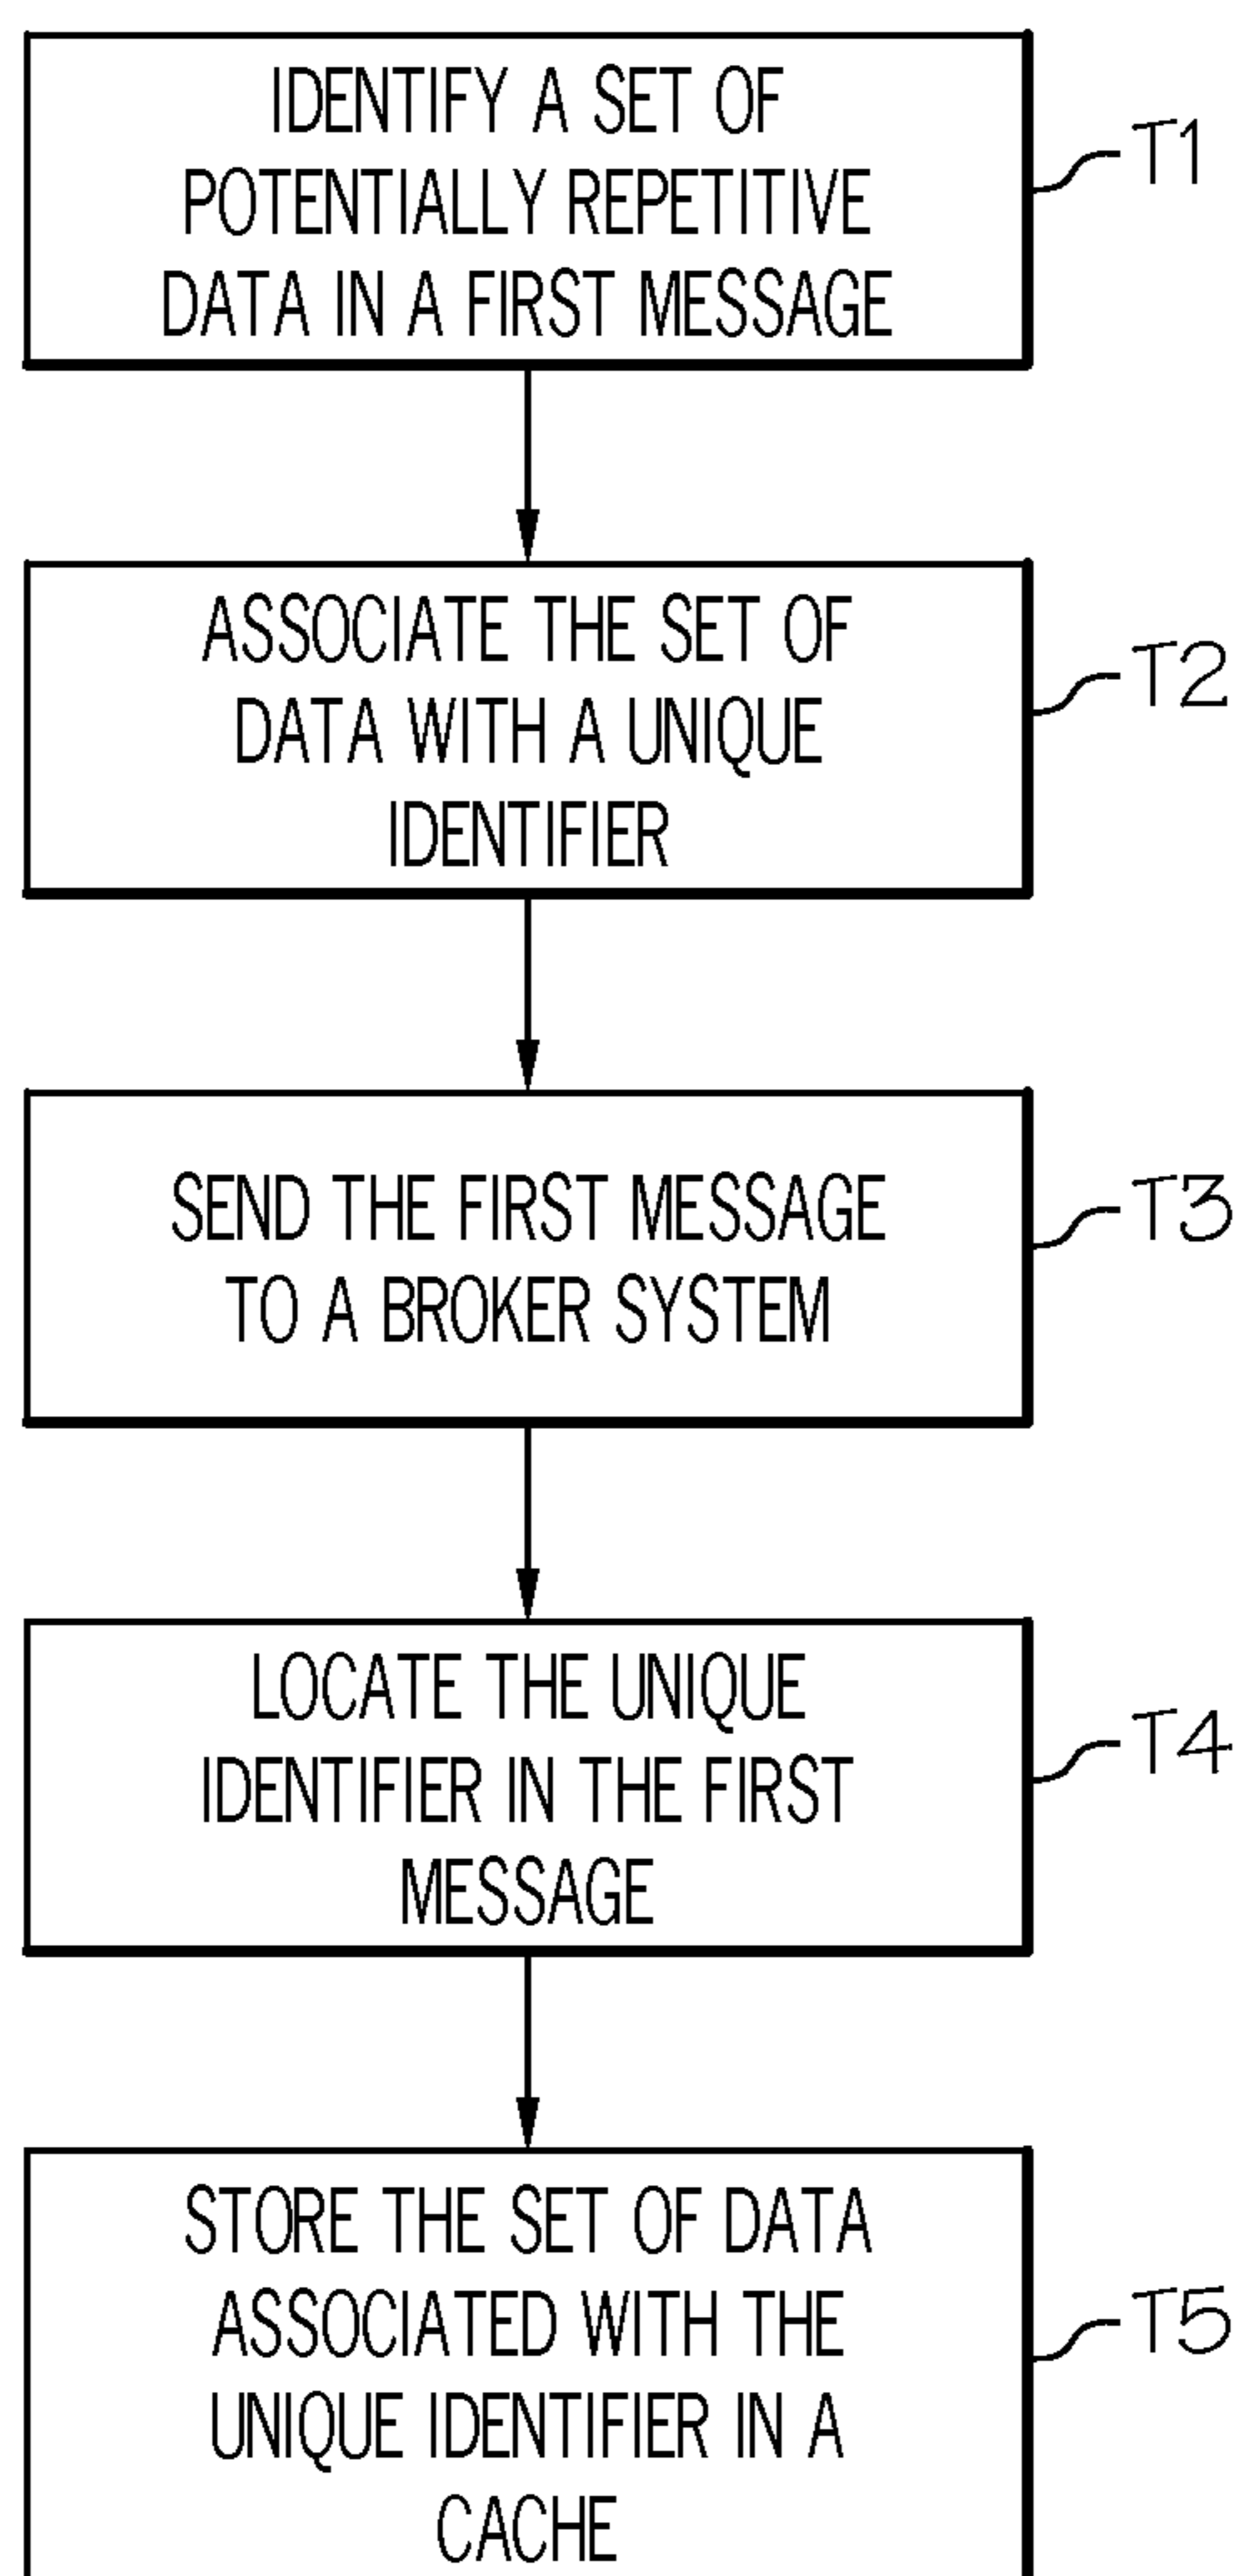 IDENTIFY A SET OF
POTENTIALLY REPETITIVE
DATA IN A FIRST MESSAGE
T1
ASSOCIATE THE SET OF
DATA WITH A UNIQUE
IDENTIFIER
T2
SEND THE FIRST MESSAGE
TO A BROKER SYSTEM
T3
LOCATE THE UNIQUE
IDENTIFIER IN THE FIRST
MESSAGE
T4
STORE THE SET OF DATA
ASSOCIATED WITH THE
UNIQUE IDENTIFIER IN A
CACHE
T5